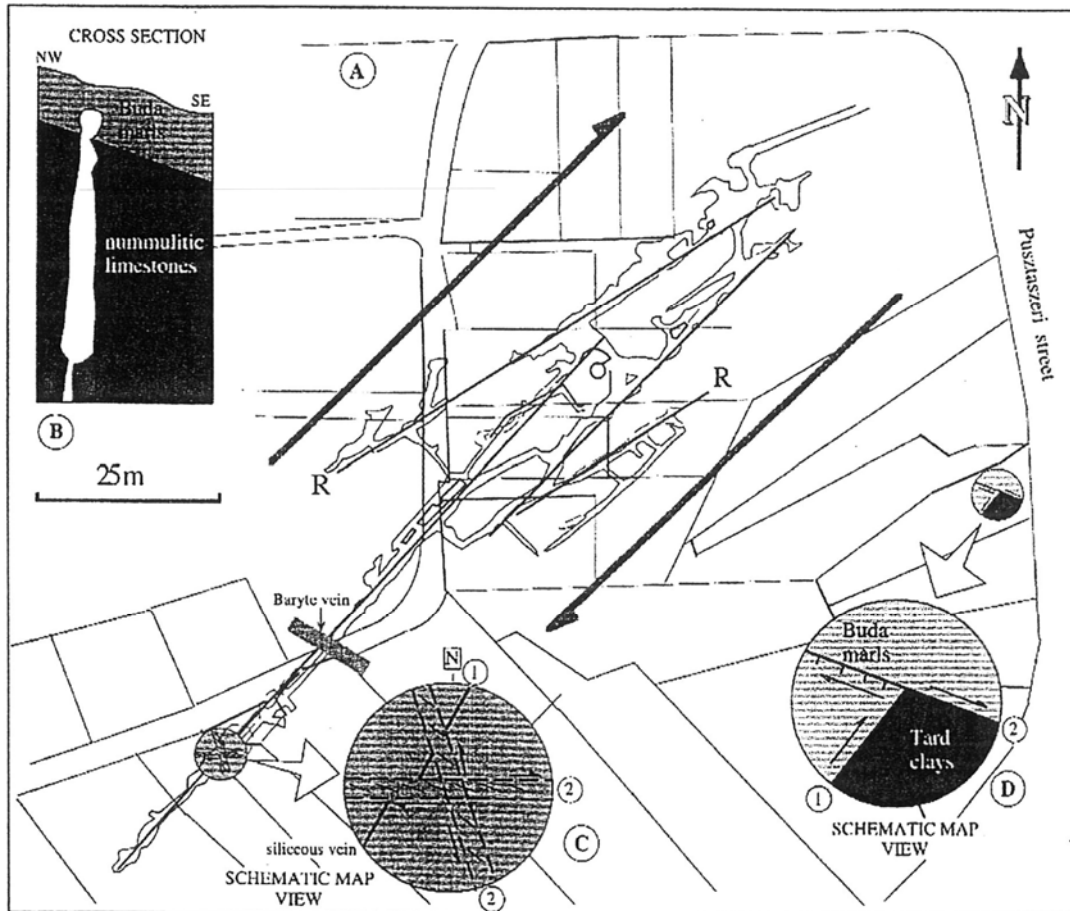 CROSS SECTION
NW
SE
Buda
marls
nummulitic
limestones
B
25m
A
N
Pusztaszeri street
R
R
Baryte vein
N
1
2
2
C
siliceous vein
SCHEMATIC MAP
VIEW
Buda
marls
Tard
clays
1
2
D
SCHEMATIC MAP
VIEW